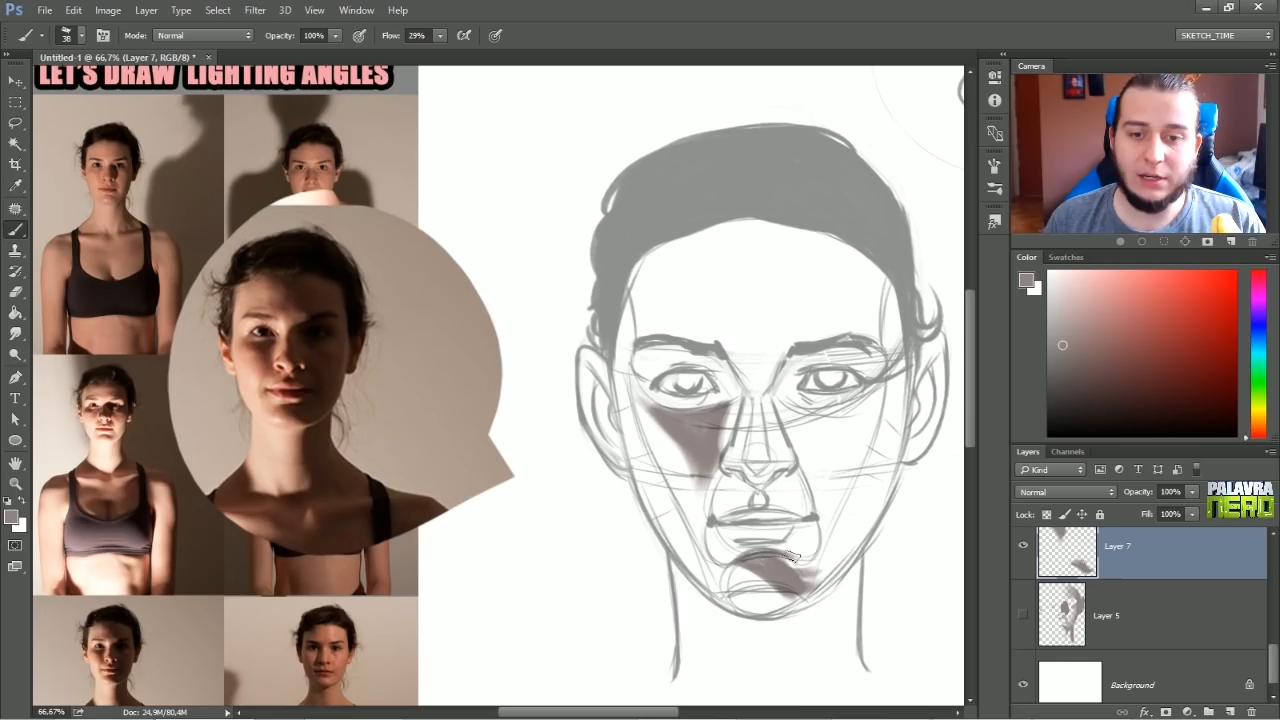 Ps File Edit Image Layer Type Select Filter 3D View Window Help
38 Mode: Normal Opacity: 100% Flow: 29% SKETCH_TIME
Untitled-1 @ 66,7% (Layer 7, RGB/8) * ×
LET'S DRAW LIGHTING ANGLES
Camera
Color Swatches
Layers Channels
Kind
Normal Opacity: 100%
Lock: Fill: 100%
PALAVRA NERD
Layer 7
Layer 5
Background
66,67% Doc: 24,9M/80,4M